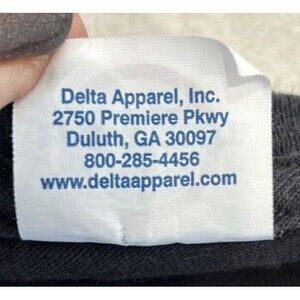 Delta Apparel, Inc.
2750 Premiere Pkwy
Duluth, GA 30097
800-285-4456
www.deltaapparel.com